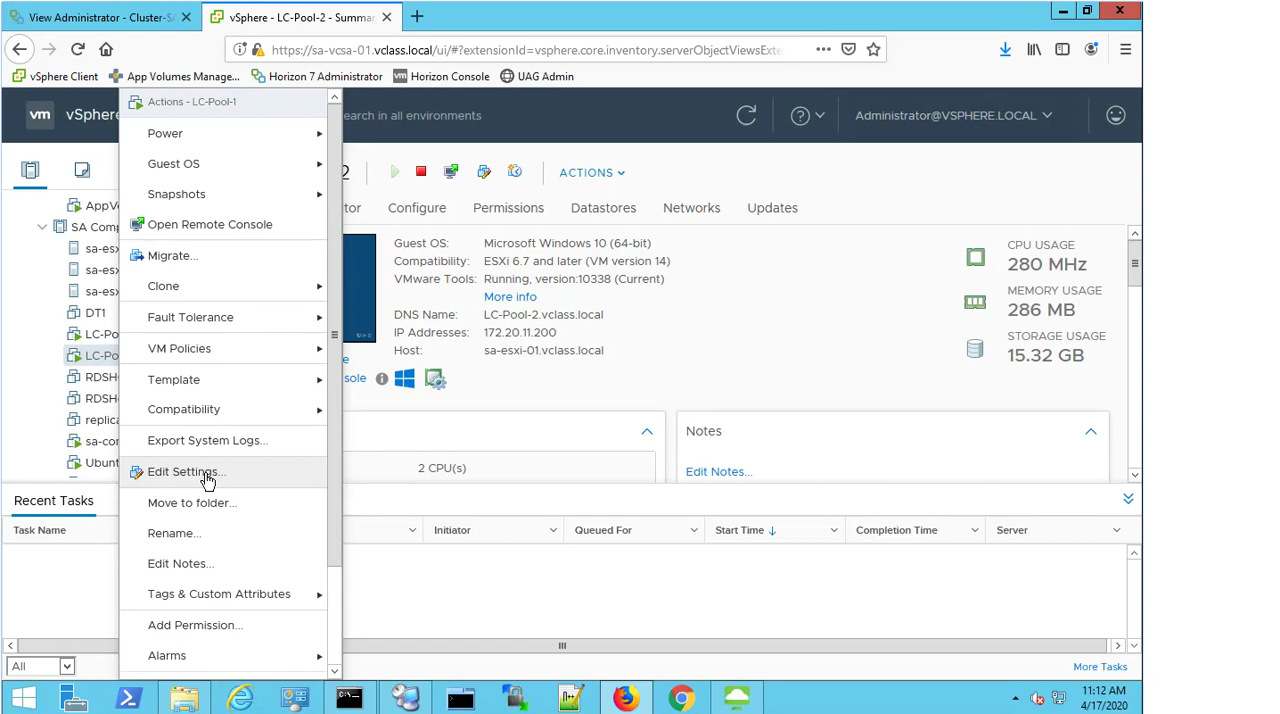 View Administrator - Cluster-SA
vSphere - LC-Pool-2 - Summar
https://sa-vcsa-01.vclass.local/ui/#?extensionId=vsphere.core.inventory.serverObjectViewsExte
vSphere Client
App Volumes Manage...
Horizon 7 Administrator
vm
Horizon Console
UAG Admin
vm
vSphere
earch in all environments
Administrator@VSPHERE.LOCAL
Actions - LC-Pool-1
Power
Guest OS
Snapshots
Open Remote Console
Migrate...
Clone
Fault Tolerance
VM Policies
Template
Compatibility
Export System Logs...
Edit Settings...
Move to folder...
Rename...
Edit Notes...
Tags & Custom Attributes
Add Permission...
Alarms
AppVo
SA Comp
sa-esx
sa-esx
sa-esx
DT1
LC-Po
LC-Po
RDSH
RDSH
replica
sa-con
Ubunt
2
ACTIONS
tor
Configure
Permissions
Datastores
Networks
Updates
Guest OS: Microsoft Windows 10 (64-bit)
Compatibility: ESXi 6.7 and later (VM version 14)
VMware Tools: Running, version:10338 (Current)
More info
DNS Name: LC-Pool-2.vclass.local
IP Addresses: 172.20.11.200
Host: sa-esxi-01.vclass.local
sole
CPU USAGE
280 MHz
MEMORY USAGE
286 MB
STORAGE USAGE
15.32 GB
2 CPU(s)
Notes
Edit Notes...
Recent Tasks
Task Name
Initiator
Queued For
Start Time
Completion Time
Server
All
More Tasks
11:12 AM
4/17/2020